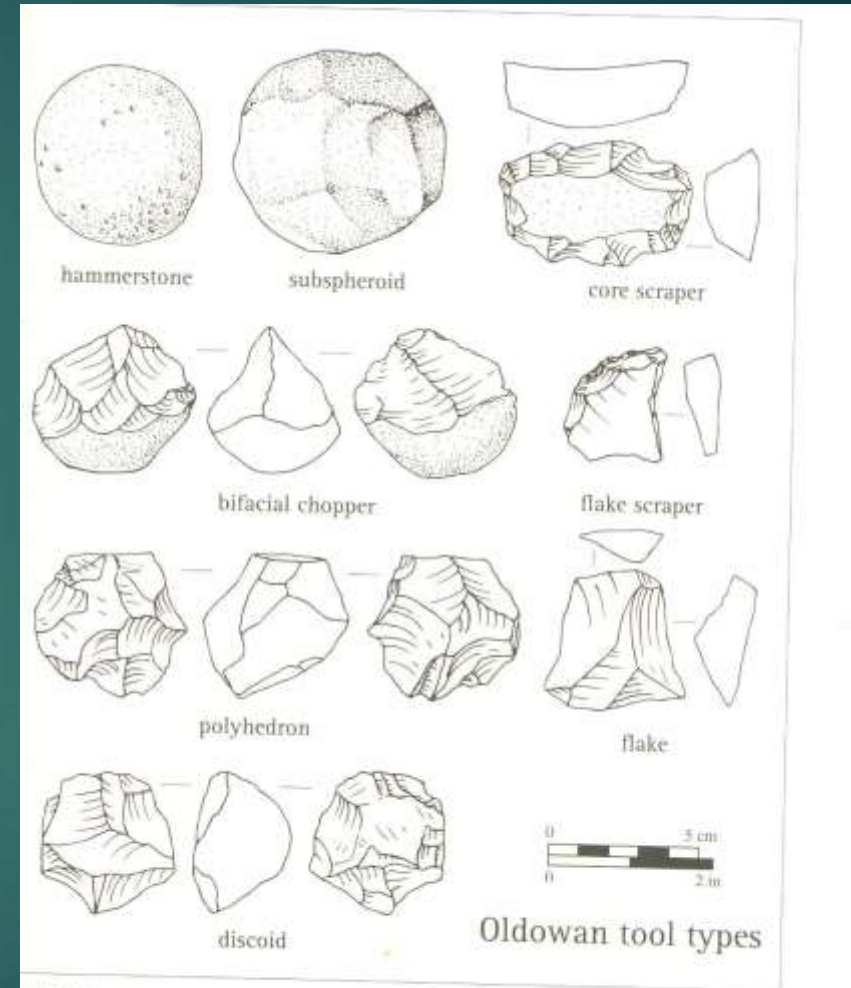 hammerstone
subspheroid
core scraper
bifacial chopper
flake scraper
polyhedron
flake
discoid
0 5 cm
0 2 in
Oldowan tool types